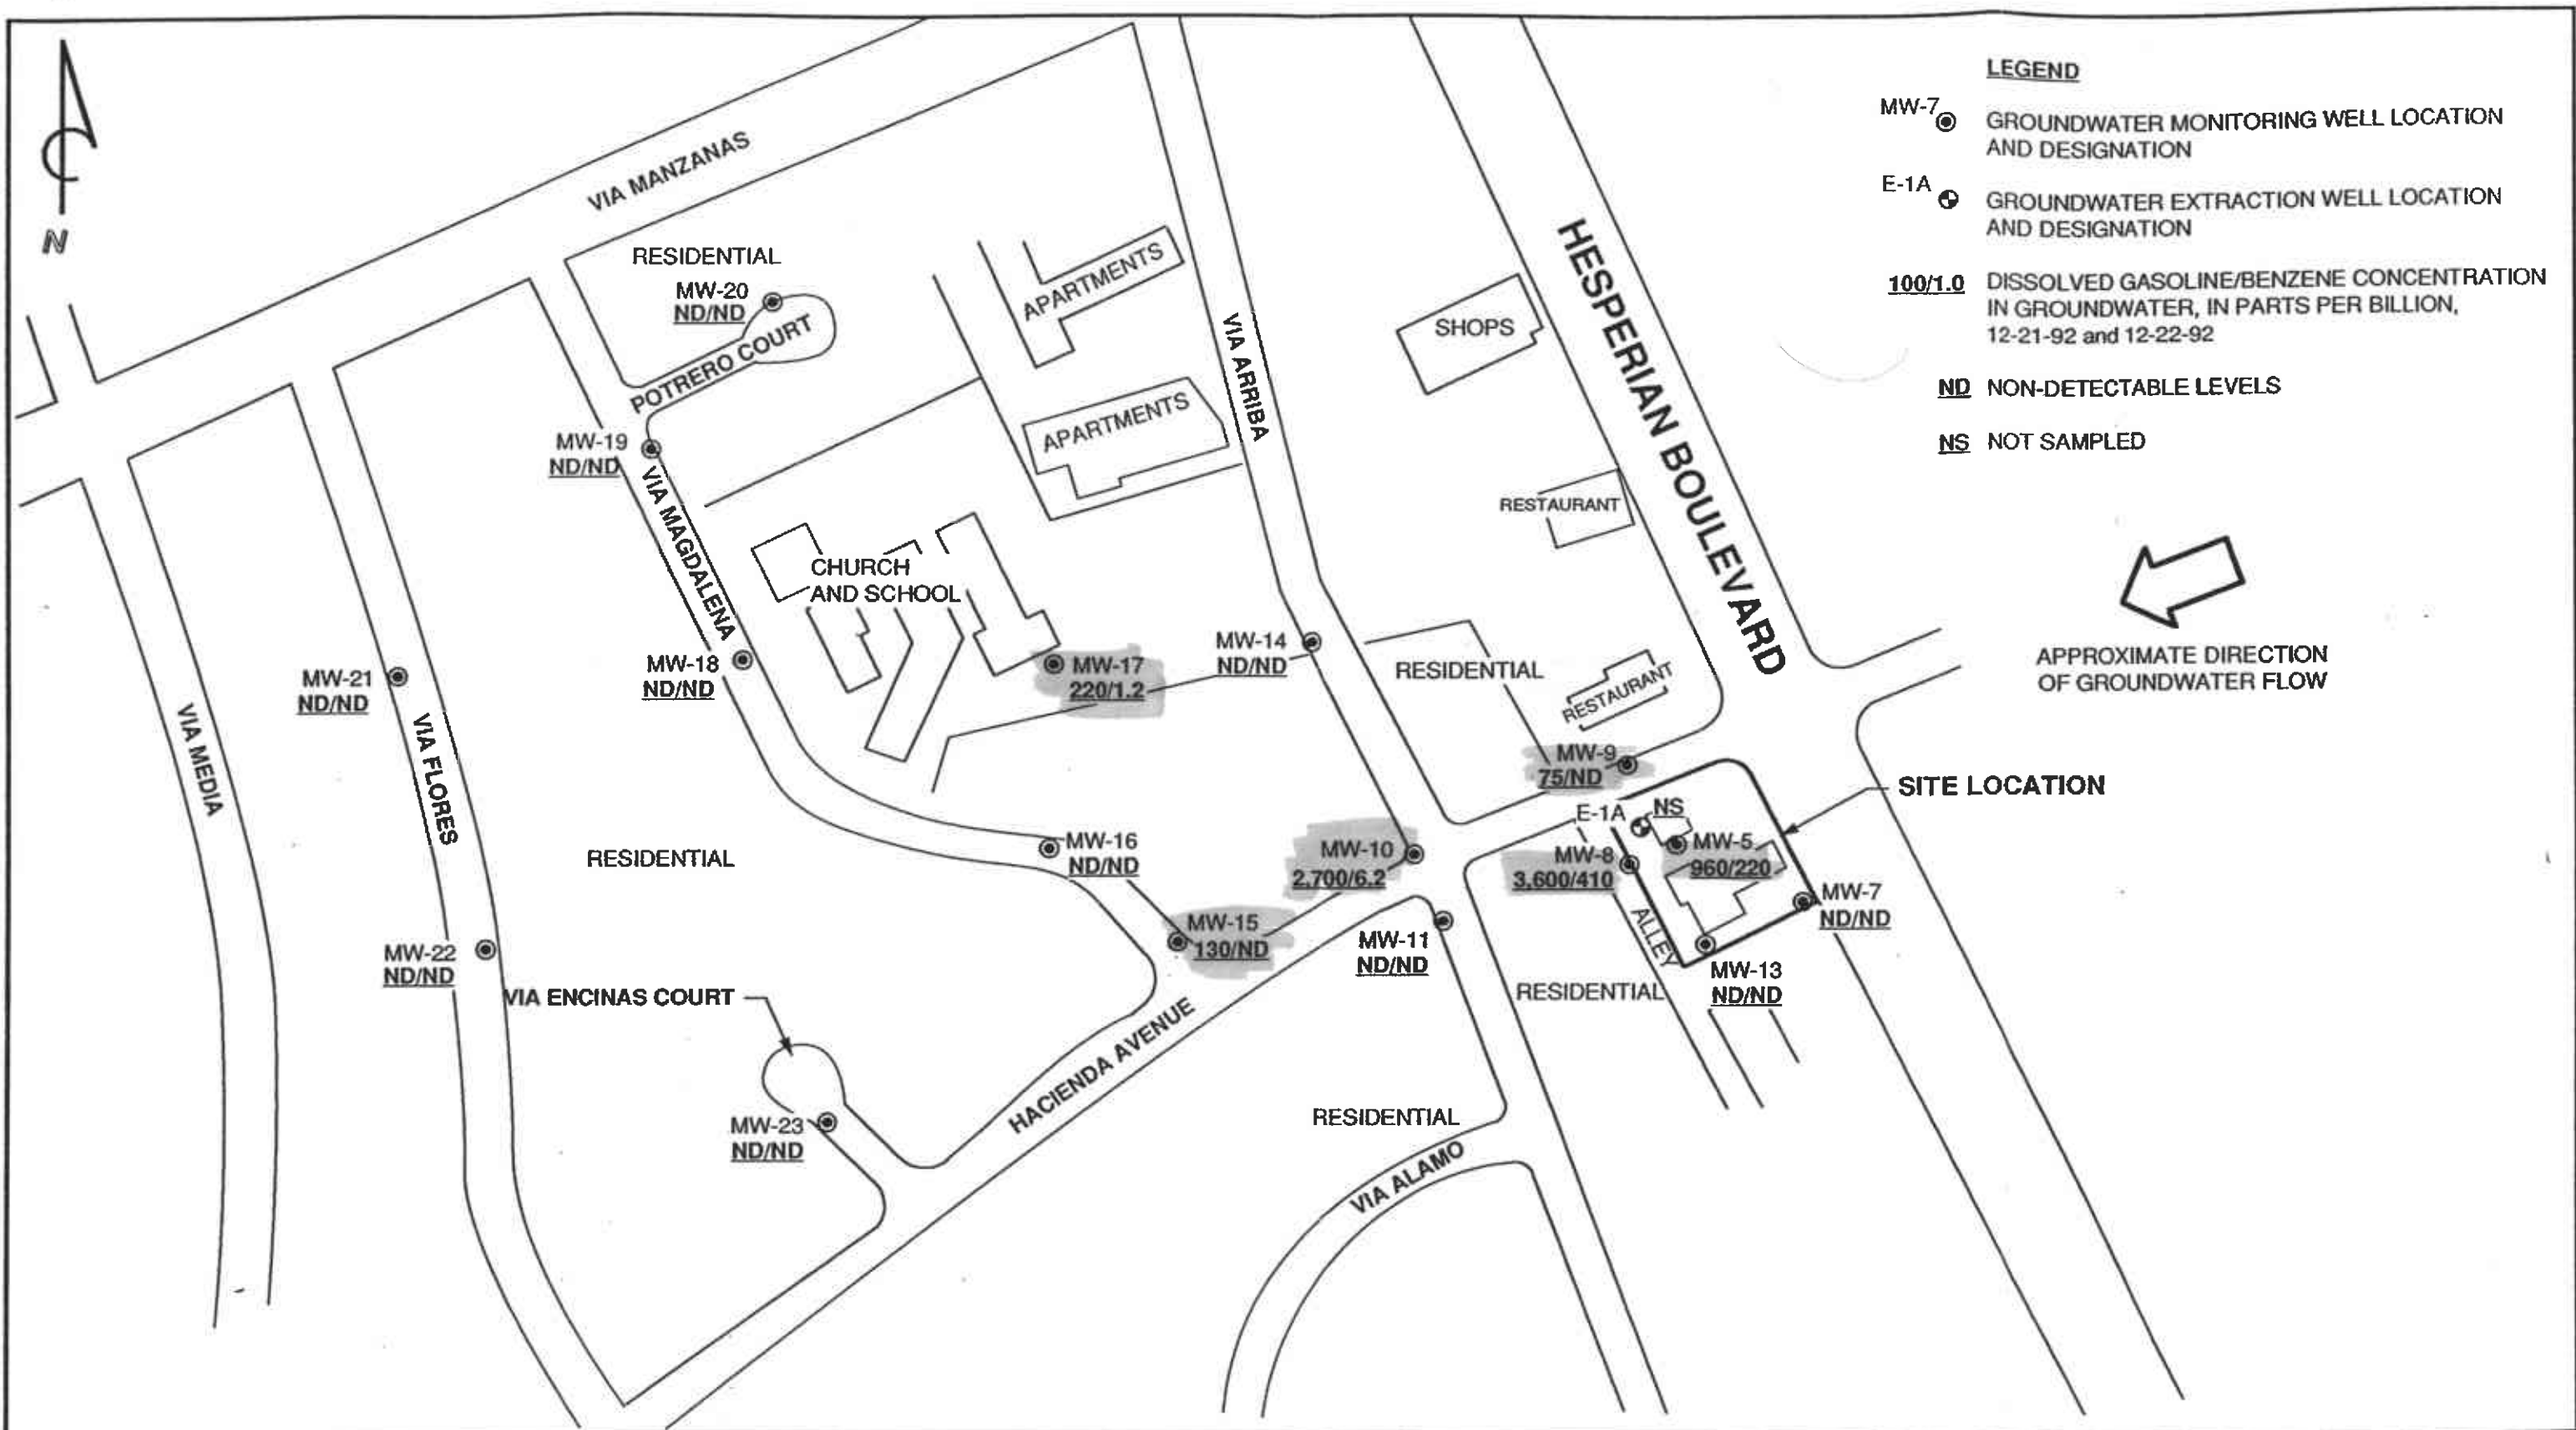 LEGEND
MW-7
GROUNDWATER MONITORING WELL LOCATION
AND DESIGNATION
E-1A
GROUNDWATER EXTRACTION WELL LOCATION
AND DESIGNATION
100/1.0 DISSOLVED GASOLINE/BENZENE CONCENTRATION
IN GROUNDWATER, IN PARTS PER BILLION,
12-21-92 and 12-22-92
ND NON-DETECTABLE LEVELS
NS NOT SAMPLED
APPROXIMATE DIRECTION
OF GROUNDWATER FLOW
SITE LOCATION
N
VIA MANZANAS
RESIDENTIAL
MW-20
ND/ND
POTRERO COURT
APARTMENTS
APARTMENTS
VIA ARRIBA
SHOPS
HESPERIAN BOULEVARD
MW-19
ND/ND
VIA MAGDALENA
RESTAURANT
CHURCH
AND SCHOOL
MW-18
ND/ND
MW-17
220/1.2
MW-14
ND/ND
RESIDENTIAL
RESTAURANT
MW-21
ND/ND
VIA MEDIA
VIA FLORES
MW-9
75/ND
E-1A
NS
MW-5
960/220
MW-8
3,600/410
MW-10
2,700/6.2
MW-16
ND/ND
RESIDENTIAL
MW-7
ND/ND
MW-15
130/ND
MW-11
ND/ND
ALLEY
MW-13
ND/ND
RESIDENTIAL
MW-22
ND/ND
VIA ENCINAS COURT
HACIENDA AVENUE
MW-23
ND/ND
RESIDENTIAL
VIA ALAMO